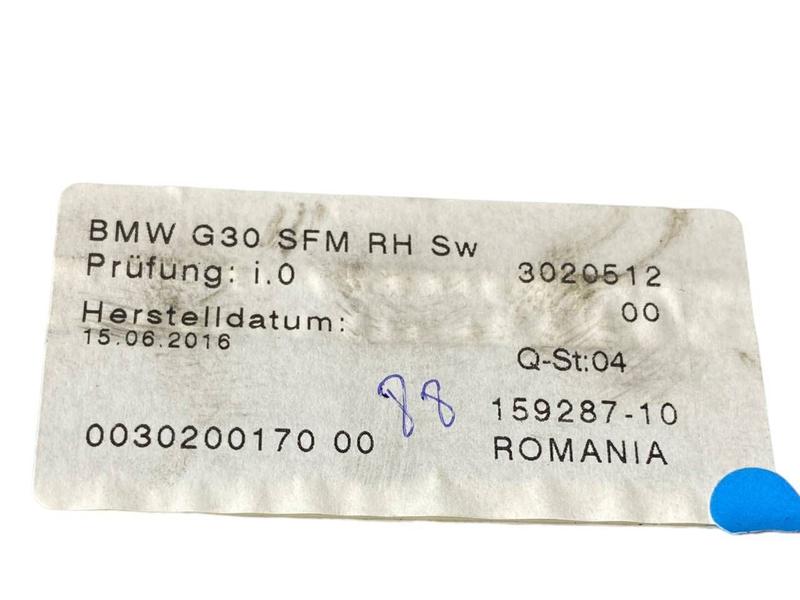 BMW G30 SFM RH Sw
Prüfung: i.0 3020512
00
Herstelldatum:
15.06.2016
Q-St:04
88
159287-10
0030200170 00
ROMANIA